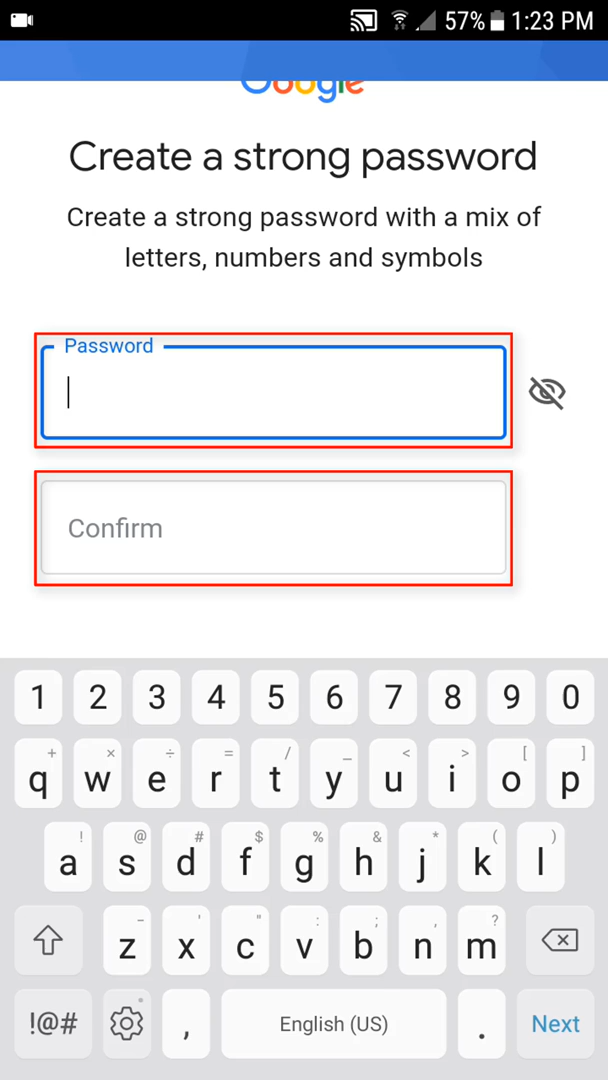 57% 1:23 PM
Google
Create a strong password
Create a strong password with a mix of
letters, numbers and symbols
Password
Confirm
1 2 3 4 5 6 7 8 9 0
+ × ÷ = / _ < > [ ]
q w e r t y u i o p
! @ # $ % & * ( )
a s d f g h j k l
- ' " : ; , ?
z x c v b n m
!@# , English (US) . Next